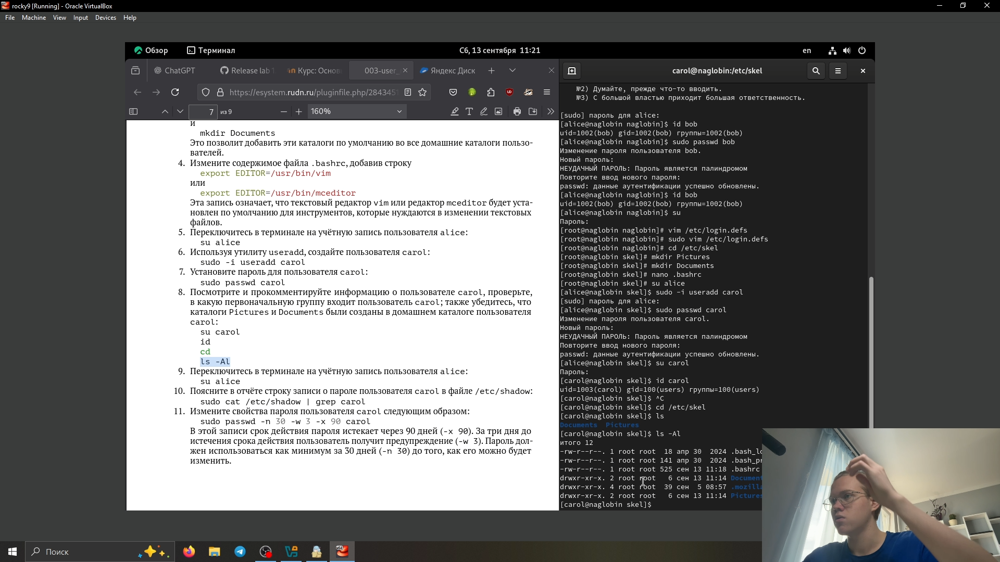 rocky9 [Running] - Oracle VirtualBox
File Machine View Input Devices Help
Обзор Терминал Сб, 13 сентября 11:21 en
ChatGPT Release lab 1 Курс: Основ 003-user_ Яндекс Диск
https://esystem.rudn.ru/pluginfile.php/2843451
7 из 9 160%
и
mkdir Documents
Это позволит добавить эти каталоги по умолчанию во все домашние каталоги пользо-
вателей.
4. Измените содержимое файла .bashrc, добавив строку
export EDITOR=/usr/bin/vim
или
export EDITOR=/usr/bin/mceditor
Эта запись означает, что текстовый редактор vim или редактор mceditor будет уста-
новлен по умолчанию для инструментов, которые нуждаются в изменении текстовых
файлов.
5. Переключитесь в терминале на учётную запись пользователя alice:
su alice
6. Используя утилиту useradd, создайте пользователя carol:
sudo -i useradd carol
7. Установите пароль для пользователя carol:
sudo passwd carol
8. Посмотрите и прокомментируйте информацию о пользователе carol, проверьте,
в какую первоначальную группу входит пользователь carol; также убедитесь, что
каталоги Pictures и Documents были созданы в домашнем каталоге пользователя
carol:
su carol
id
cd
ls -Al
9. Переключитесь в терминале на учётную запись пользователя alice:
su alice
10. Поясните в отчёте строку записи о пароле пользователя carol в файле /etc/shadow:
sudo cat /etc/shadow | grep carol
11. Измените свойства пароля пользователя carol следующим образом:
sudo passwd -n 30 -w 3 -x 90 carol
В этой записи срок действия пароля истекает через 90 дней (-x 90). За три дня до
истечения срока действия пользователь получит предупреждение (-w 3). Пароль дол-
жен использоваться как минимум за 30 дней (-n 30) до того, как его можно будет
изменить.
carol@naglobin:/etc/skel
№2) Думайте, прежде что-то вводить.
№3) С большой властью приходит большая ответственность.
[sudo] пароль для alice:
[alice@naglobin naglobin]$ id bob
uid=1002(bob) gid=1002(bob) группы=1002(bob)
[alice@naglobin naglobin]$ sudo passwd bob
Изменение пароля пользователя bob.
Новый пароль:
НЕУДАЧНЫЙ ПАРОЛЬ: Пароль является палиндромом
Повторите ввод нового пароля:
passwd: данные аутентификации успешно обновлены.
[alice@naglobin naglobin]$ id bob
uid=1002(bob) gid=1002(bob) группы=1002(bob)
[alice@naglobin naglobin]$ su
Пароль:
[root@naglobin naglobin]# vim /etc/login.defs
[root@naglobin naglobin]# sudo vim /etc/login.defs
[root@naglobin naglobin]# cd /etc/skel
[root@naglobin skel]# mkdir Pictures
[root@naglobin skel]# mkdir Documents
[root@naglobin skel]# nano .bashrc
[root@naglobin skel]# su alice
[alice@naglobin skel]$ sudo -i useradd carol
[sudo] пароль для alice:
[alice@naglobin skel]$ sudo passwd carol
Изменение пароля пользователя carol.
Новый пароль:
НЕУДАЧНЫЙ ПАРОЛЬ: Пароль является палиндромом
Повторите ввод нового пароля:
passwd: данные аутентификации успешно обновлены.
[alice@naglobin skel]$ su carol
Пароль:
[carol@naglobin skel]$ id carol
uid=1003(carol) gid=100(users) группы=100(users)
[carol@naglobin skel]$ ^C
[carol@naglobin skel]$ cd /etc/skel
[carol@naglobin skel]$ ls
Documents Pictures
[carol@naglobin skel]$ ls -Al
итого 12
-rw-r--r--. 1 root root 18 апр 30 2024 .bash_lo
-rw-r--r--. 1 root root 141 апр 30 2024 .bash_pr
-rw-r--r--. 1 root root 525 сен 13 11:18 .bashrc
drwxr-xr-x. 2 root root 6 сен 13 11:14 Document
drwxr-xr-x. 4 root root 39 сен 5 08:57 .mozilla
drwxr-xr-x. 2 root root 6 сен 13 11:14 Pictures
[carol@naglobin skel]$
Поиск